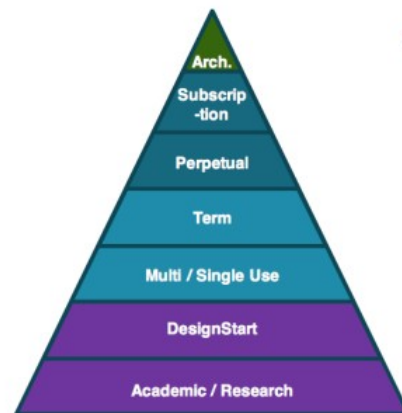 Arch.
Subscrip
-tion
Perpetual
Term
Multi / Single Use
DesignStart
Academic / Research